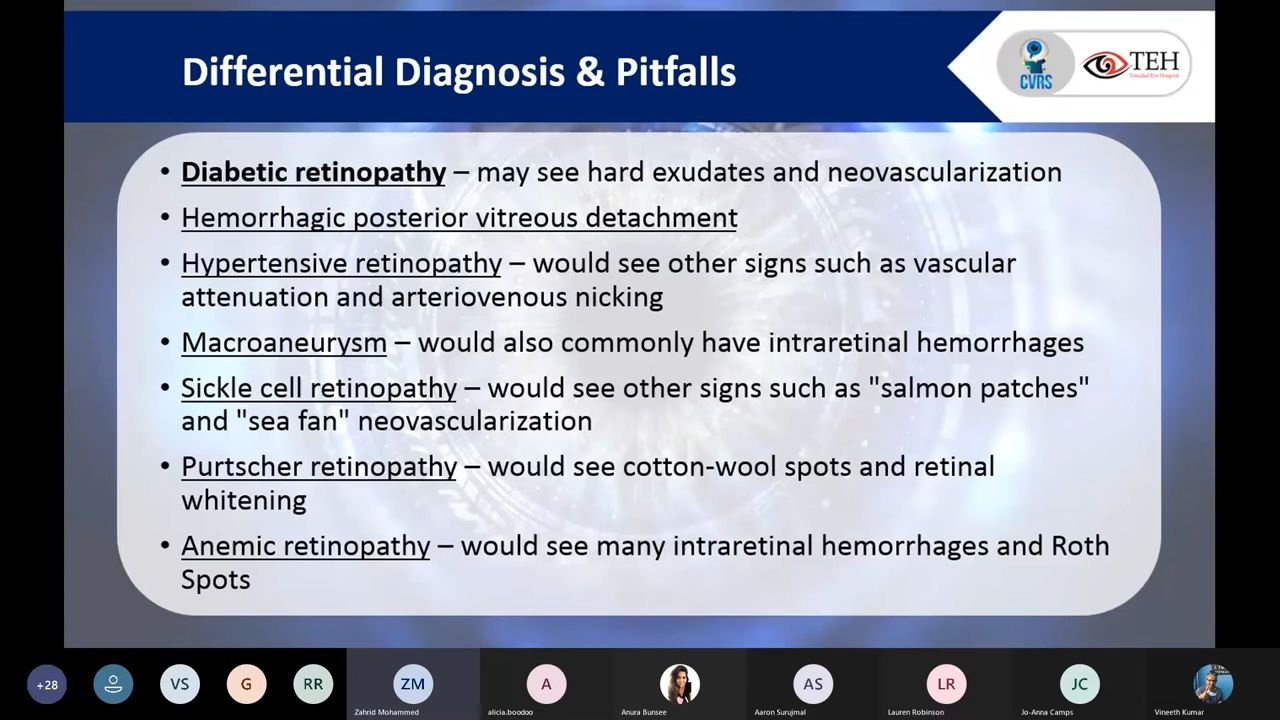 Differential Diagnosis & Pitfalls
CVRS
TEH
Trinidad Eye Hospital
• Diabetic retinopathy – may see hard exudates and neovascularization
• Hemorrhagic posterior vitreous detachment
• Hypertensive retinopathy – would see other signs such as vascular
attenuation and arteriovenous nicking
• Macroaneurysm – would also commonly have intraretinal hemorrhages
• Sickle cell retinopathy – would see other signs such as "salmon patches"
and "sea fan" neovascularization
• Purtscher retinopathy – would see cotton-wool spots and retinal
whitening
• Anemic retinopathy – would see many intraretinal hemorrhages and Roth
Spots
+28
VS
G
RR
ZM
Zahrid Mohammed
A
alicia.boodoo
Anura Bunsee
AS
Aaron Surujmal
LR
Lauren Robinson
JC
Jo-Anna Camps
Vineeth Kumar